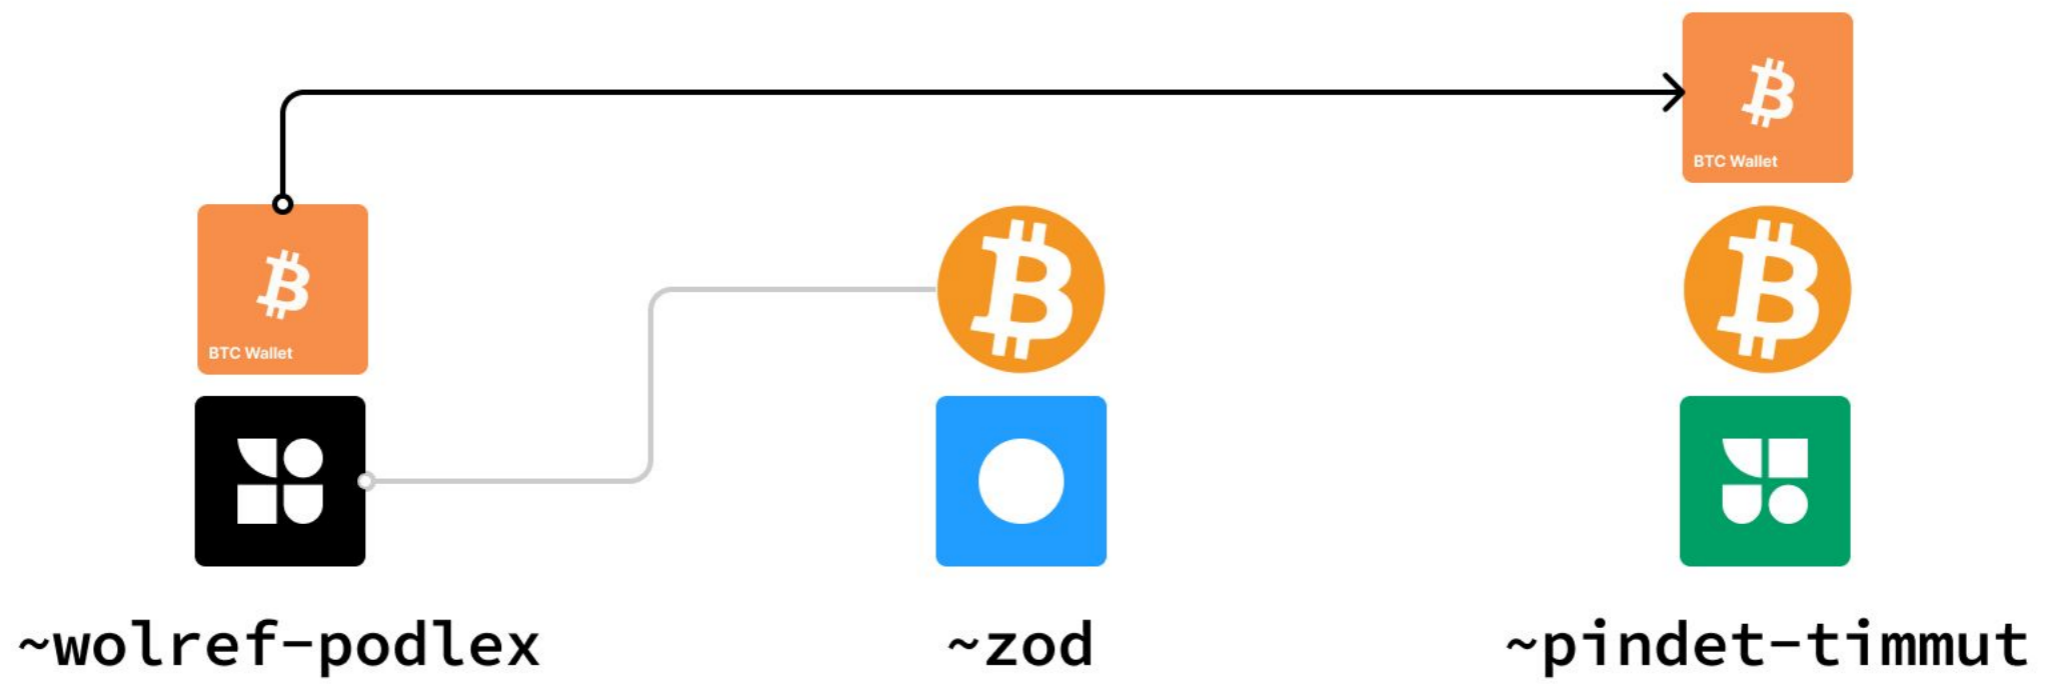 BTC Wallet
BTC Wallet
~wolref-podlex
~zod
~pindet-timmut